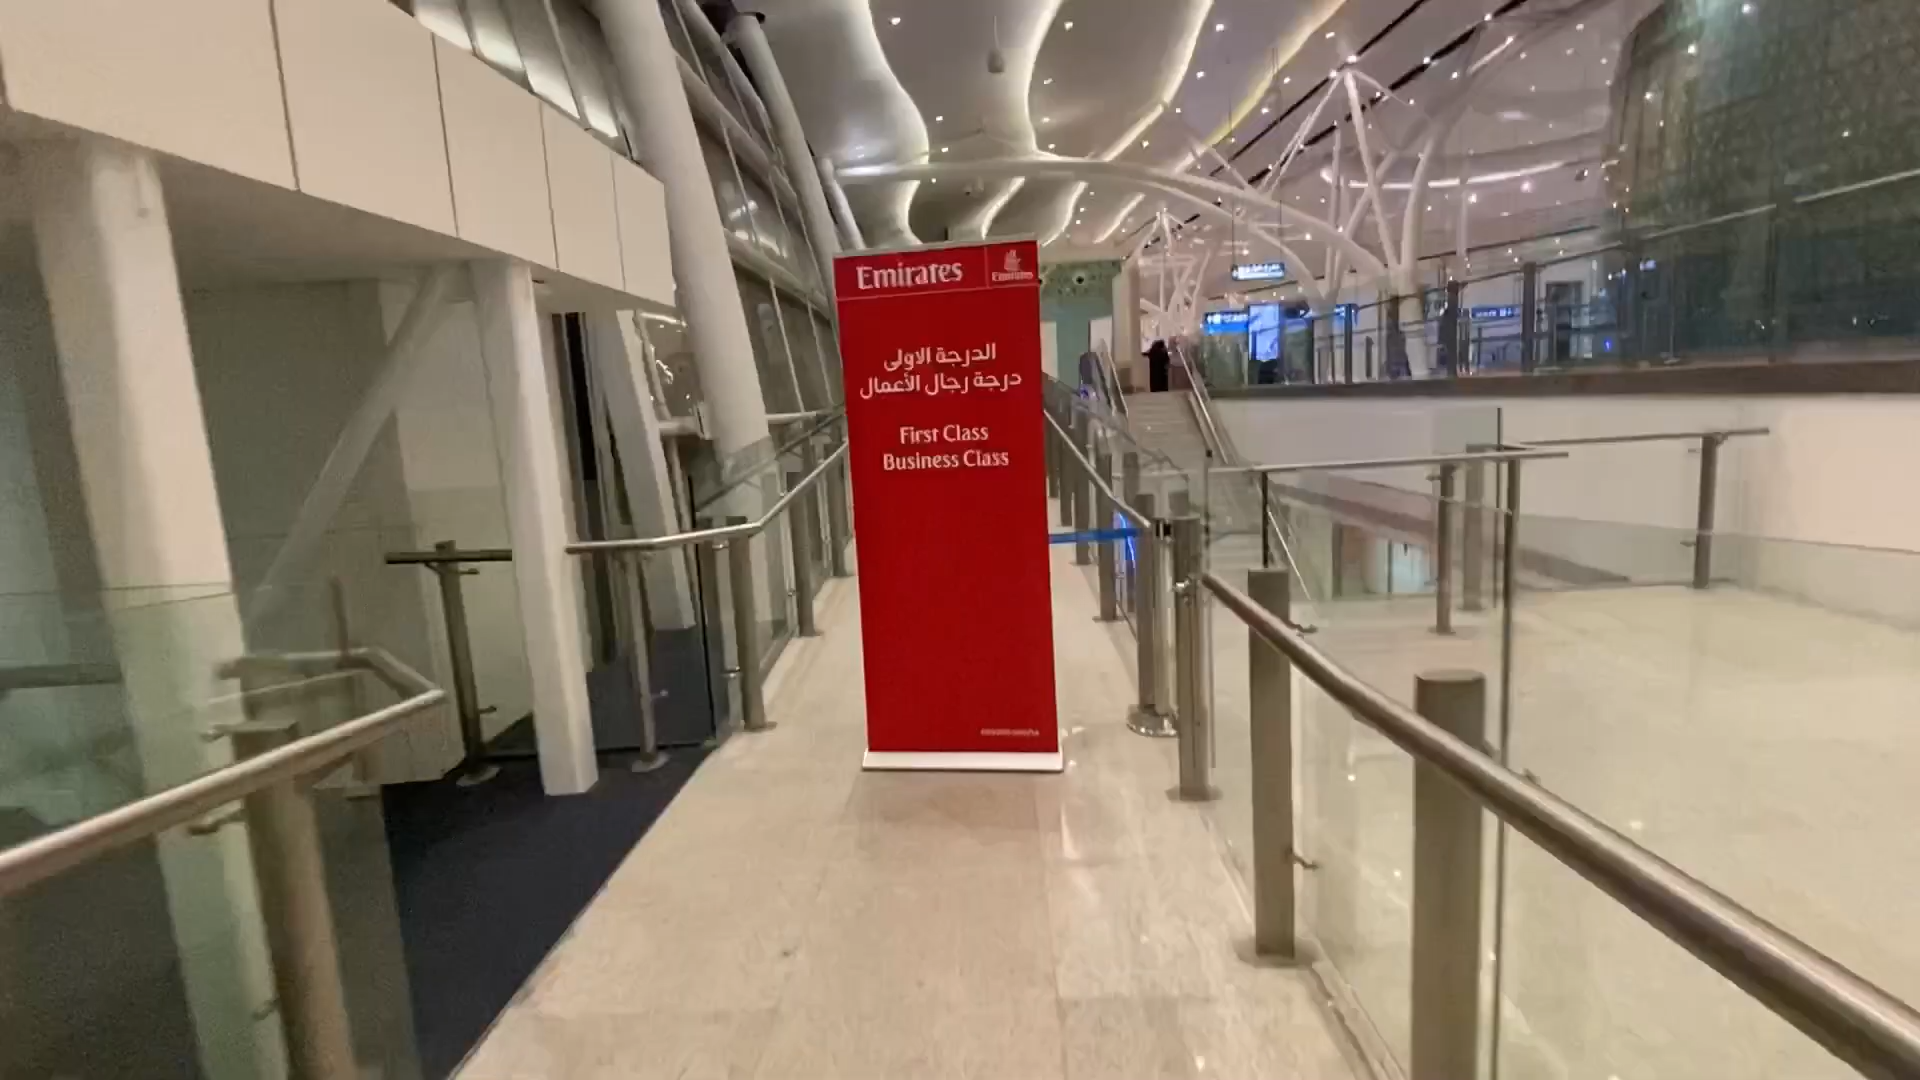 Emirates
Emirates
الدرجة الاولى
درجة رجال الأعمال
First Class
Business Class